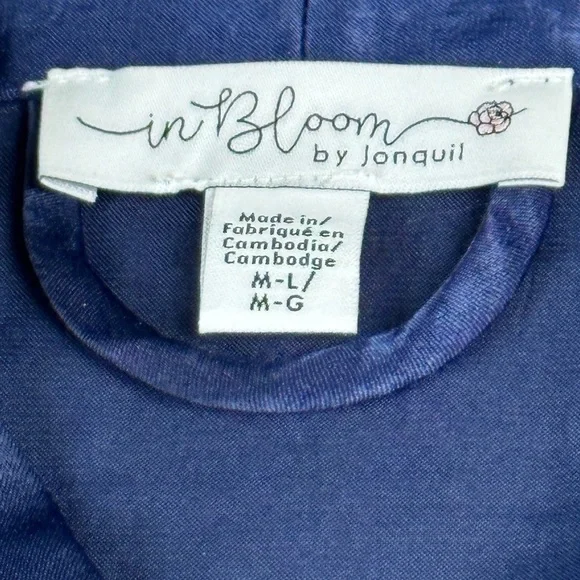 in Bloom
by Jonquil
Made in/
Fabriqué en
Cambodia/
Cambodge
M-L/
M-G